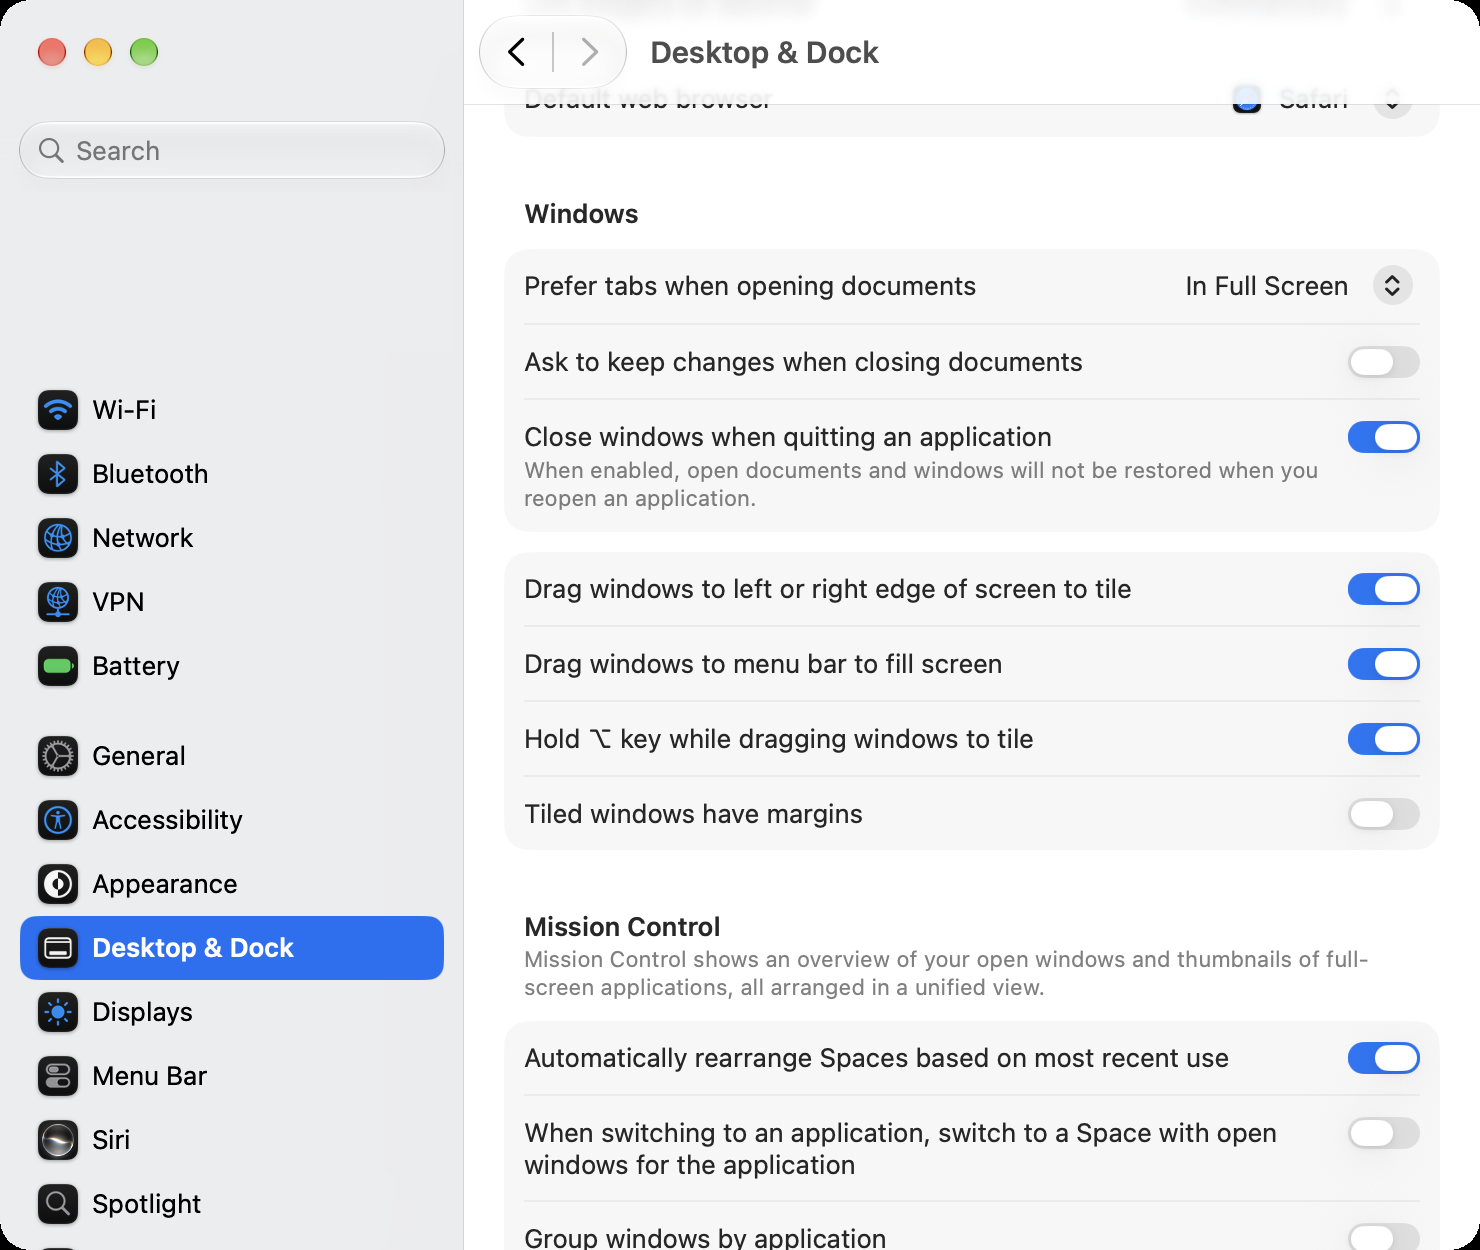 Desktop & Dock
Default web browser
Safari
Search
Windows
Prefer tabs when opening documents
In Full Screen
Ask to keep changes when closing documents
Close windows when quitting an application
When enabled, open documents and windows will not be restored when you
reopen an application.
Drag windows to left or right edge of screen to tile
Drag windows to menu bar to fill screen
Hold ⌥ key while dragging windows to tile
Tiled windows have margins
Mission Control
Mission Control shows an overview of your open windows and thumbnails of full-
screen applications, all arranged in a unified view.
Automatically rearrange Spaces based on most recent use
When switching to an application, switch to a Space with open
windows for the application
Group windows by application
Wi-Fi
Bluetooth
Network
VPN
Battery
General
Accessibility
Appearance
Desktop & Dock
Displays
Menu Bar
Siri
Spotlight